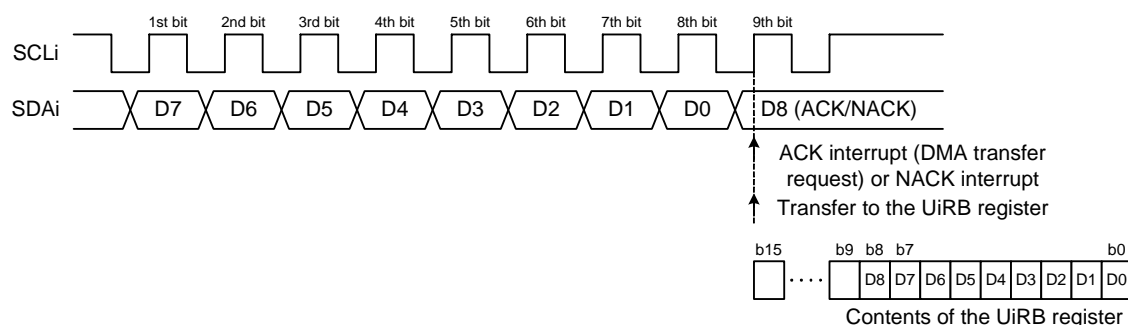 1st bit 2nd bit 3rd bit 4th bit 5th bit 6th bit 7th bit 8th bit 9th bit
SCLi
SDAi D7 D6 D5 D4 D3 D2 D1 D0 D8 (ACK/NACK)
ACK interrupt (DMA transfer
request) or NACK interrupt
Transfer to the UiRB register
b15 b9 b8 b7 b0
D8 D7 D6 D5 D4 D3 D2 D1 D0
Contents of the UiRB register